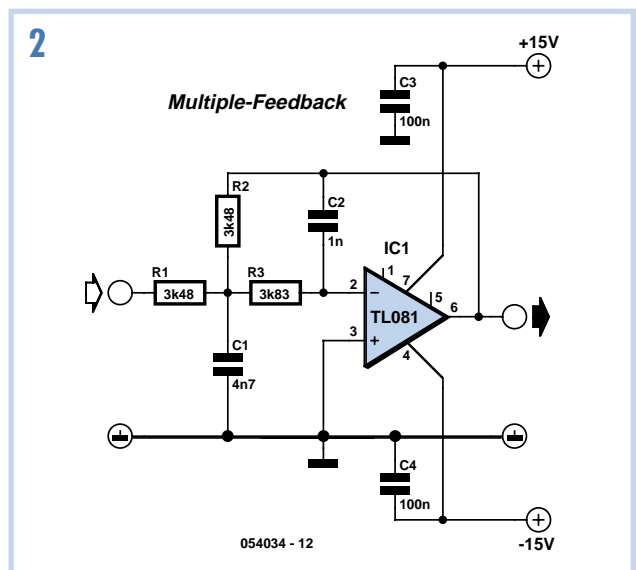 2
+15V
C3
100n
Multiple-Feedback
R2
3k48
C2
1n
IC1
R1
3k48
R3
3k83
1
7
2
−
5
6
TL081
3
+
4
C1
4n7
C4
100n
054034 - 12
-15V